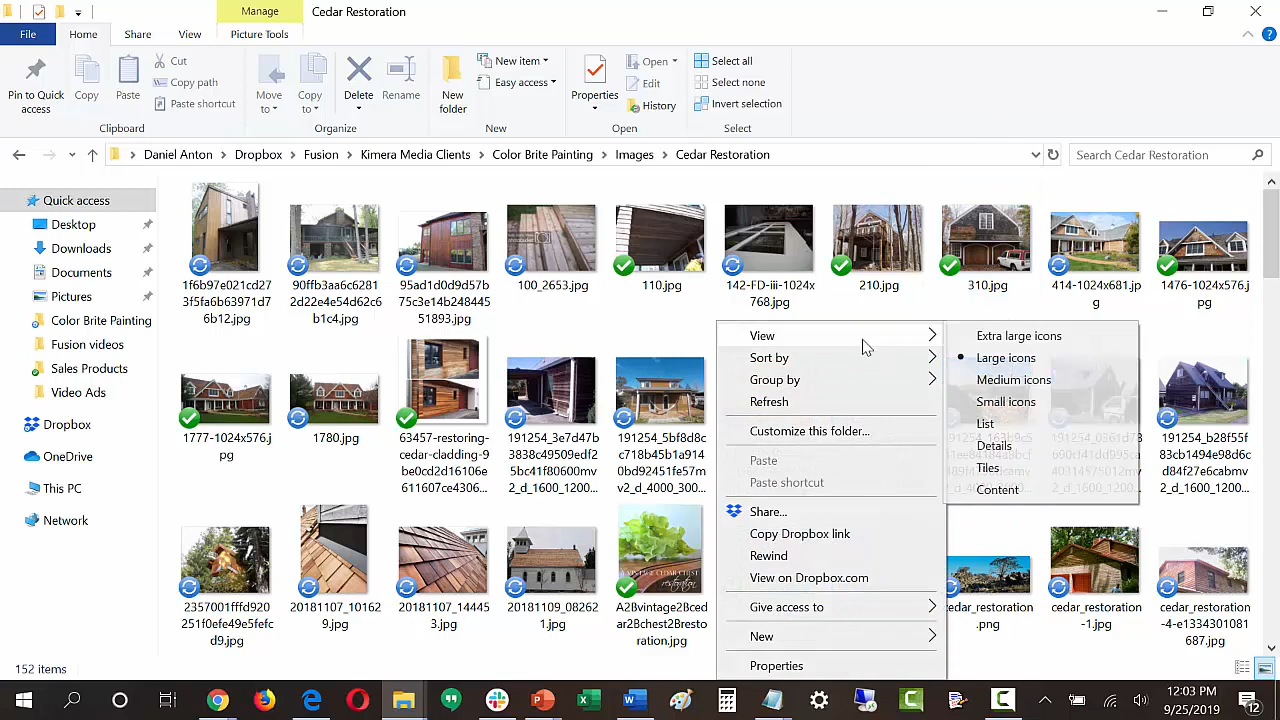 Manage
Cedar Restoration
File
Home
Share
View
Picture Tools
Pin to Quick
access
Copy
Paste
Cut
Copy path
Paste shortcut
Clipboard
Move
to
Copy
to
Delete
Rename
Organize
New
folder
New item
Easy access
New
Properties
Open
Edit
History
Open
Select all
Select none
Invert selection
Select
Daniel Anton
Dropbox
Fusion
Kimera Media Clients
Color Brite Painting
Images
Cedar Restoration
Search Cedar Restoration
Quick access
Desktop
Downloads
Documents
Pictures
Color Brite Painting
Fusion videos
Sales Products
Video Ads
Dropbox
OneDrive
This PC
Network
1f6b97e021cd27
3f5fa6b63971d7
6b12.jpg
90ffb3aa6c6281
2d22e4e54d62c6
b1c4.jpg
95ad1d0d9d57b
75c3e14b248445
51893.jpg
100_2653.jpg
110.jpg
142-FD-iii-1024x
768.jpg
210.jpg
310.jpg
414-1024x681.jp
g
1476-1024x576.j
pg
1777-1024x576.j
pg
1780.jpg
63457-restoring-
cedar-cladding-9
be0cd2d16106e
611607ce4306...
191254_3e7d47b
3838c49509edf2
5bc41f80600mv
2_d_1600_1200...
191254_5bf8d8c
c718b45b1a914
0bd92451fe57m
v2_d_4000_300...
191254_b28f55f
83cb1494e98d6c
d84f27e6cabmv
2_d_1600_1200...
2357001fffd920
251f0efe49e5fefc
d9.jpg
20181107_10162
9.jpg
20181107_14445
3.jpg
20181109_08262
1.jpg
VINTAGE CEDAR CHEST
restoration
A2Bvintage2Bced
ar2Bchest2Bresto
ration.jpg
cedar_restoration
.png
cedar_restoration
-1.jpg
cedar_restoration
-4-e1334301081
687.jpg
View
Sort by
Group by
Refresh
Customize this folder...
Paste
Paste shortcut
Share...
Copy Dropbox link
Rewind
View on Dropbox.com
Give access to
New
Properties
Extra large icons
Large icons
Medium icons
Small icons
List
Details
Tiles
Content
152 items
12:03 PM
9/25/2019
12